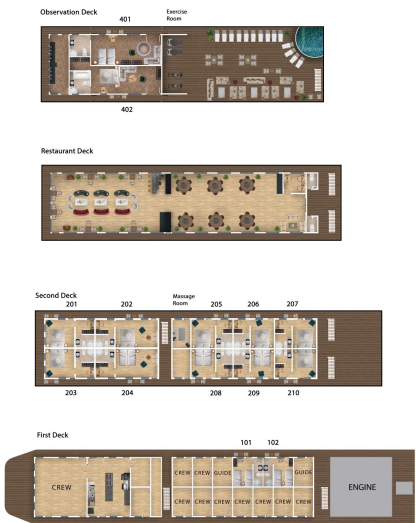 Observation Deck
401
Exercise
Room
402
Restaurant Deck
Second Deck
201
202
Massage
Room
205
206
207
203
204
208
209
210
First Deck
101
102
CREW
CREW
CREW
GUIDE
GUIDE
ENGINE
CREW
CREW
CREW
CREW
CREW
CREW
CREW